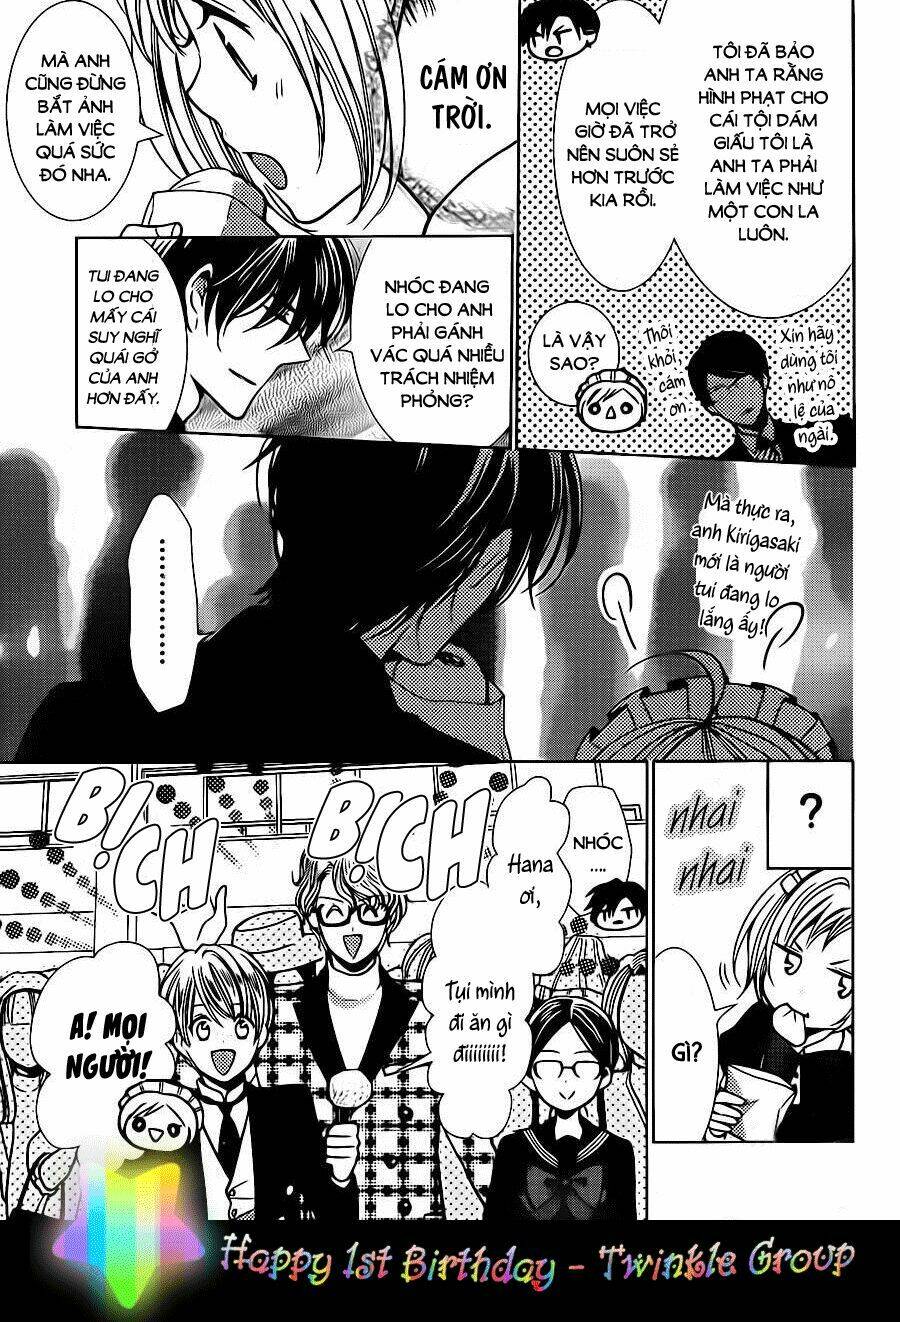 TÔI ĐÃ BẢO
ANH TA RẰNG
HÌNH PHẠT CHO
CÁI TỘI DÁM
GIẤU TÔI LÀ
ANH TA PHẢI
LÀM VIỆC NHƯ
MỘT CON LA
LUÔN.
MỌI VIỆC
GIỜ ĐÃ TRỞ
NÊN SUÔN SẺ
HƠN TRƯỚC
KIA RỒI.
Xin hãy
dùng tôi
như nô
lệ của
ngài.
Thôi
khỏi,
cảm
ơn.
LÀ VẬY
SAO?
CÁM ƠN
TRỜI.
MÀ ANH
CŨNG ĐỪNG
BẮT ẢNH
LÀM VIỆC
QUÁ SỨC
ĐÓ NHA.
NHÓC ĐANG
LO CHO ANH
PHẢI GÁNH
VÁC QUÁ NHIỀU
TRÁCH NHIỆM
PHỎNG?
TUI ĐANG
LO CHO
MẤY CÁI
SUY NGHĨ
QUÁI GỞ
CỦA ANH
HƠN ĐẤY.
Mà thực ra,
anh Kirigasaki
mới là người
tui đang lo
lắng ấy!
?
?
.........
?
nhai
nhai
GÌ?
NHÓC
....
Hana
ơi,
Tụi mình
đi ăn gì
điiiiiiiii!
BỊCH
BỊCH
A! MỌI
NGƯỜI!
Happy 1st Birthday - Twinkle Group